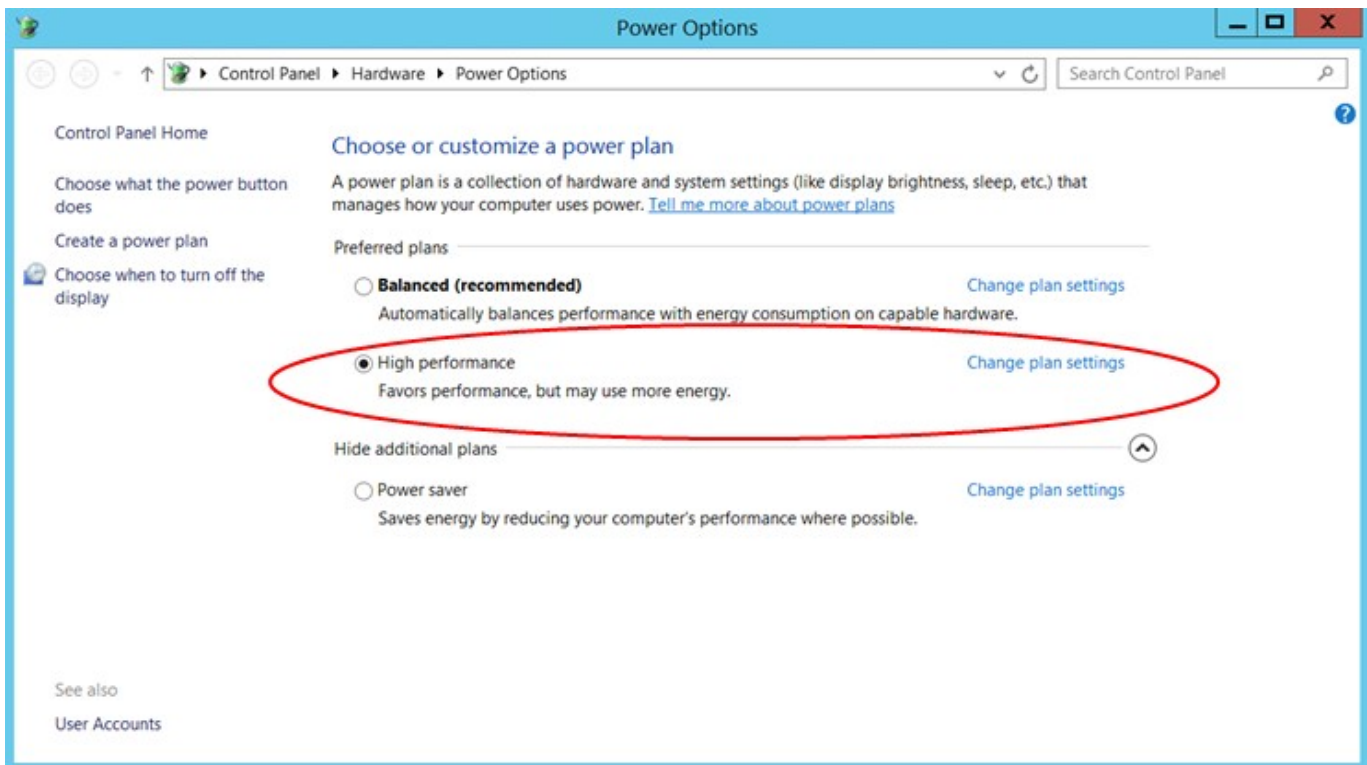 Power Options
Control Panel Hardware Power Options
Search Control Panel
Control Panel Home
Choose what the power button
does
Create a power plan
Choose when to turn off the
display
See also
User Accounts
Choose or customize a power plan
A power plan is a collection of hardware and system settings (like display brightness, sleep, etc.) that
manages how your computer uses power. Tell me more about power plans
Preferred plans
Balanced (recommended)
Change plan settings
Automatically balances performance with energy consumption on capable hardware.
High performance
Change plan settings
Favors performance, but may use more energy.
Hide additional plans
Power saver
Change plan settings
Saves energy by reducing your computer's performance where possible.